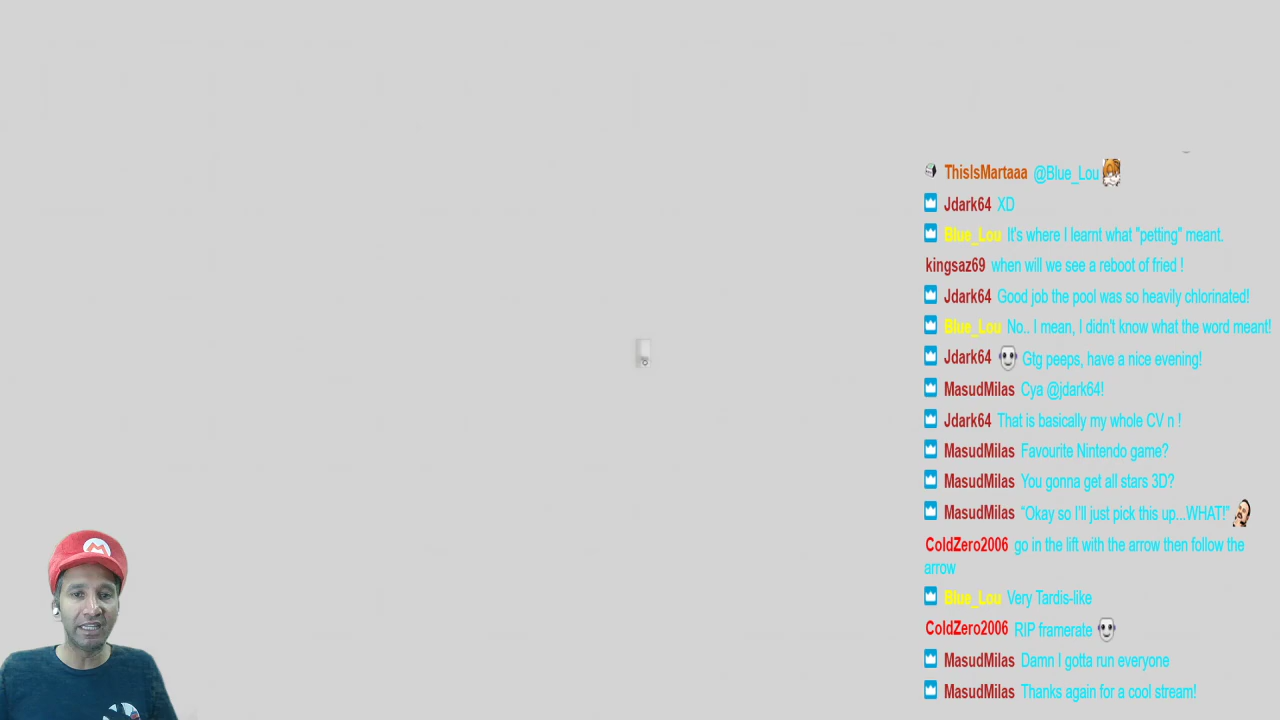 ThisIsMartaaa @Blue_Lou
Jdark64 XD
Blue_Lou It's where I learnt what "petting" meant.
kingsaz69 when will we see a reboot of fried !
Jdark64 Good job the pool was so heavily chlorinated!
Blue_Lou No.. I mean, I didn't know what the word meant!
Jdark64 Gtg peeps, have a nice evening!
MasudMilas Cya @jdark64!
Jdark64 That is basically my whole CV n !
MasudMilas Favourite Nintendo game?
MasudMilas You gonna get all stars 3D?
MasudMilas “Okay so I’ll just pick this up...WHAT!”
ColdZero2006 go in the lift with the arrow then follow the
arrow
Blue_Lou Very Tardis-like
ColdZero2006 RIP framerate
MasudMilas Damn I gotta run everyone
MasudMilas Thanks again for a cool stream!
M